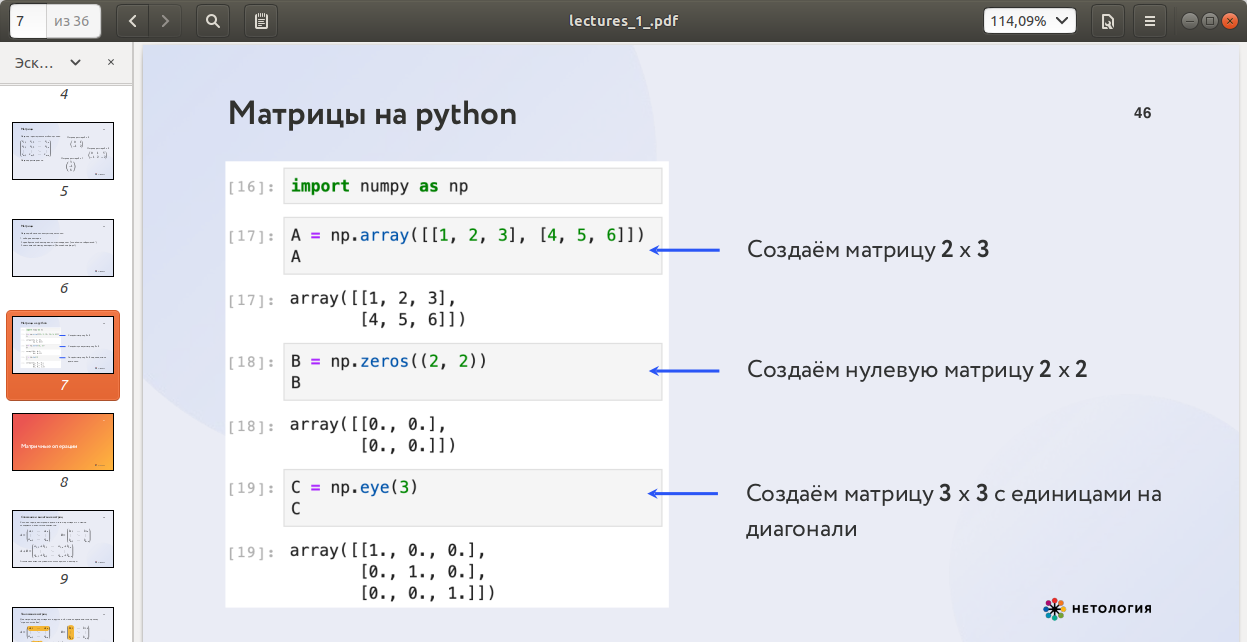 7 из 36
lectures_1_.pdf
114,09%
Эск...
4
5
6
7
Матричные операции
8
9
Матрицы на python
46
[16]: import numpy as np
[17]: A = np.array([[1, 2, 3], [4, 5, 6]])
A
Создаём матрицу 2 x 3
[17]: array([[1, 2, 3],
[4, 5, 6]])
[18]: B = np.zeros((2, 2))
B
Создаём нулевую матрицу 2 x 2
[18]: array([[0., 0.],
[0., 0.]])
[19]: C = np.eye(3)
C
Создаём матрицу 3 x 3 с единицами на
диагонали
[19]: array([[1., 0., 0.],
[0., 1., 0.],
[0., 0., 1.]])
НЕТОЛОГИЯ